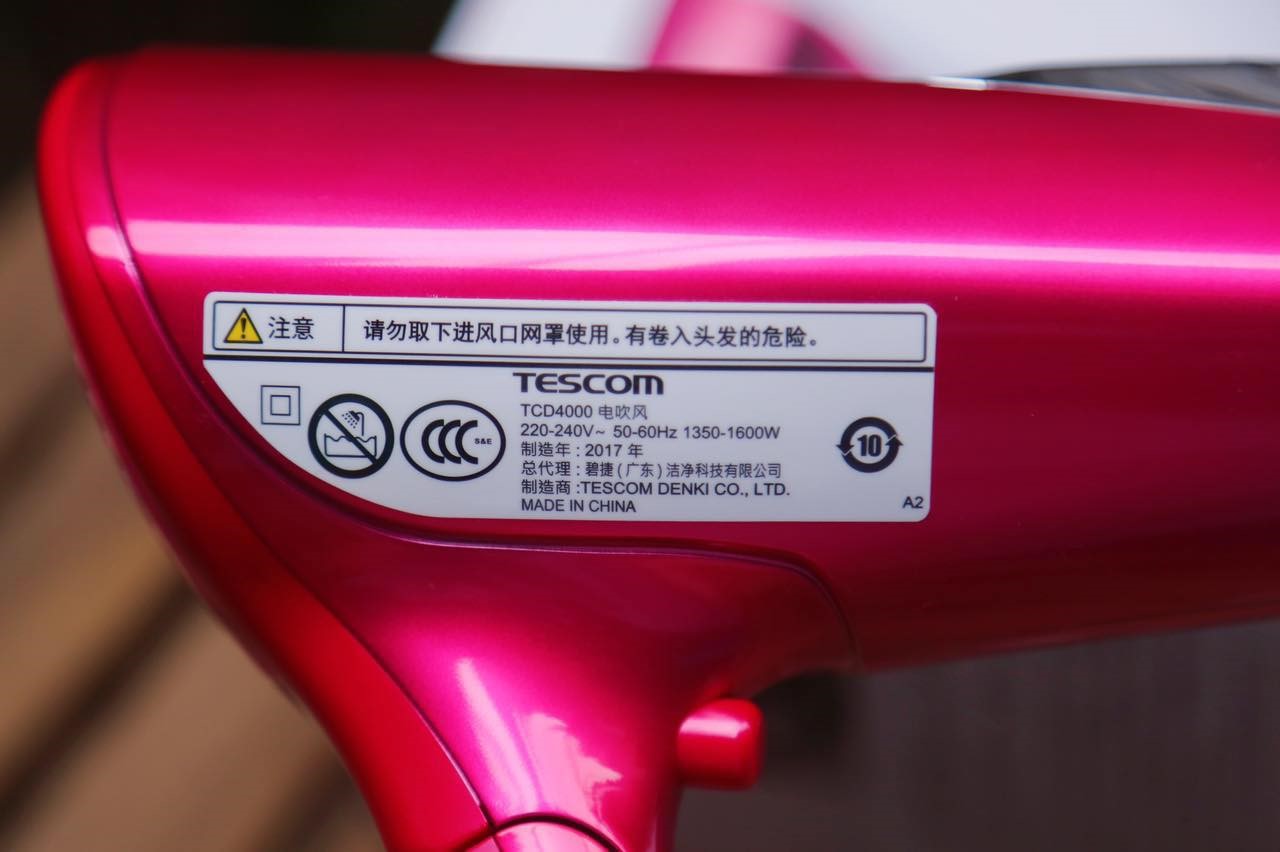 注意
请勿取下进风口网罩使用。有卷入头发的危险。
TESCOM
TCD4000 电吹风
220-240V~ 50-60Hz 1350-1600W
制造年：2017 年
总代理：碧捷(广东)洁净科技有限公司
制造商:TESCOM DENKI CO., LTD.
MADE IN CHINA
CCC S&E
10
A2